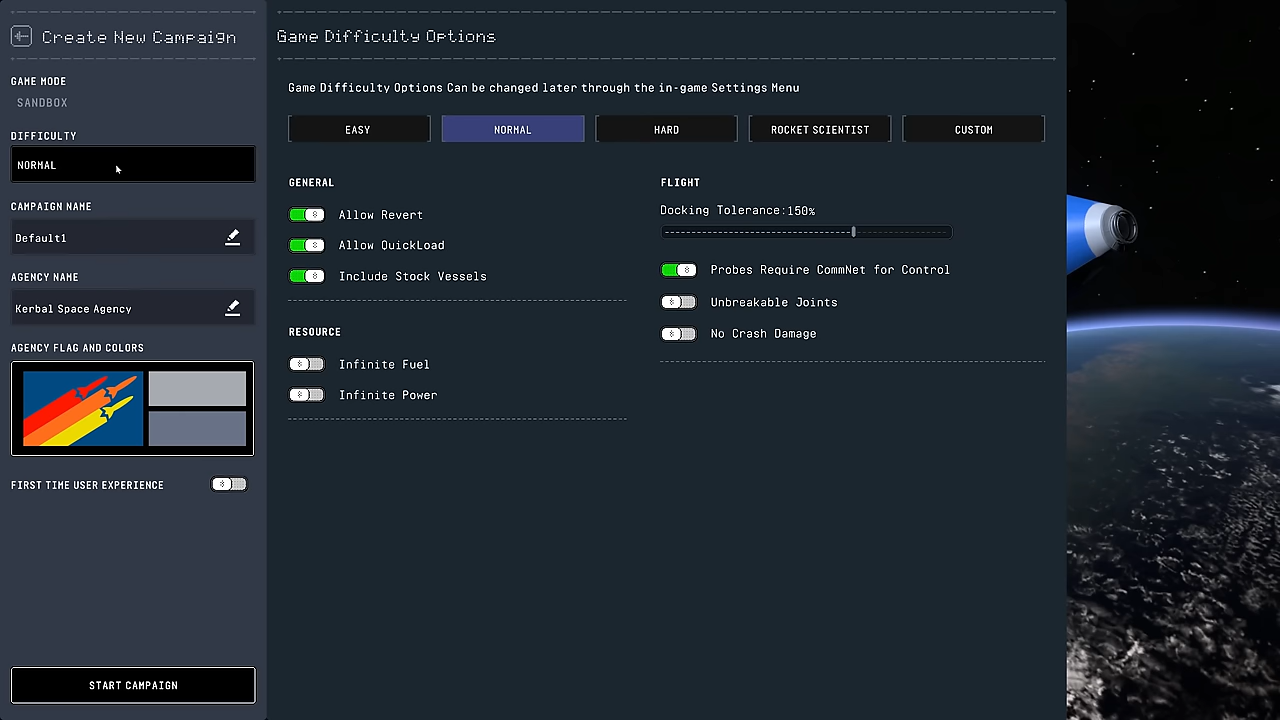 Create New Campaign
GAME MODE
SANDBOX
DIFFICULTY
NORMAL
CAMPAIGN NAME
Default1
AGENCY NAME
Kerbal Space Agency
AGENCY FLAG AND COLORS
FIRST TIME USER EXPERIENCE
START CAMPAIGN
Game Difficulty Options
Game Difficulty Options Can be changed later through the in-game Settings Menu
EASY NORMAL HARD ROCKET SCIENTIST CUSTOM
GENERAL
Allow Revert
Allow QuickLoad
Include Stock Vessels
RESOURCE
Infinite Fuel
Infinite Power
FLIGHT
Docking Tolerance:150%
Probes Require CommNet for Control
Unbreakable Joints
No Crash Damage